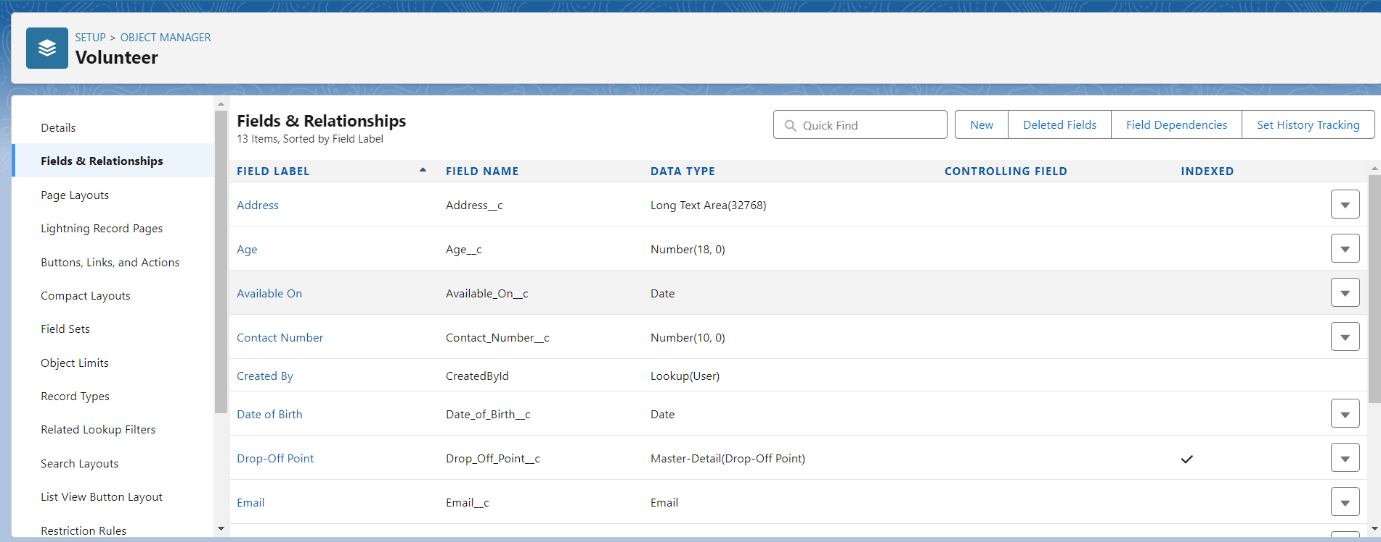 SETUP > OBJECT MANAGER
Volunteer
Details
Fields & Relationships
Page Layouts
Lightning Record Pages
Buttons, Links, and Actions
Compact Layouts
Field Sets
Object Limits
Record Types
Related Lookup Filters
Search Layouts
List View Button Layout
Restriction Rules
Fields & Relationships
13 Items, Sorted by Field Label
Quick Find
New Deleted Fields Field Dependencies Set History Tracking
FIELD LABEL FIELD NAME DATA TYPE CONTROLLING FIELD INDEXED
Address Address__c Long Text Area(32768)
Age Age__c Number(18, 0)
Available On Available_On__c Date
Contact Number Contact_Number__c Number(10, 0)
Created By CreatedById Lookup(User)
Date of Birth Date_of_Birth__c Date
Drop-Off Point Drop_Off_Point__c Master-Detail(Drop-Off Point)
Email Email__c Email